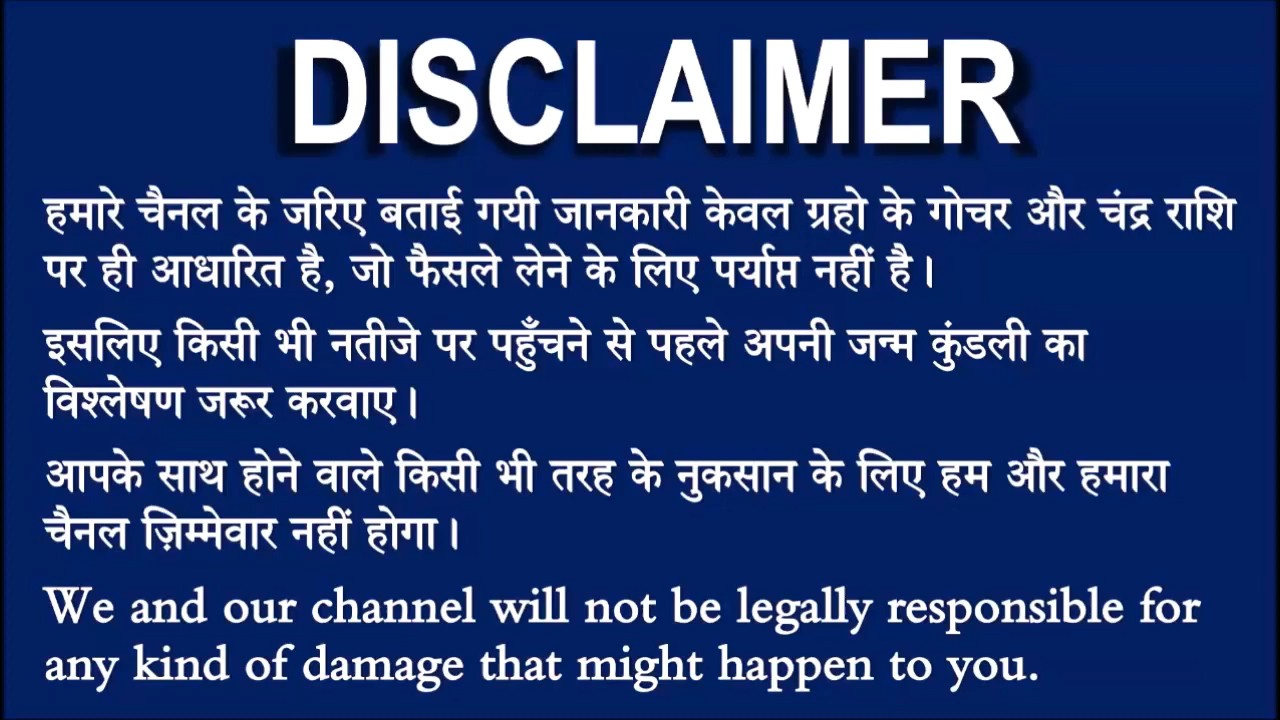 DISCLAIMER
हमारे चैनल के जरिए बताई गयी जानकारी केवल ग्रहो के गोचर और चंद्र राशि
पर ही आधारित है, जो फैसले लेने के लिए पर्याप्त नहीं है।
इसलिए किसी भी नतीजे पर पहुँचने से पहले अपनी जन्म कुंडली का
विश्लेषण जरूर करवाए।
आपके साथ होने वाले किसी भी तरह के नुकसान के लिए हम और हमारा
चैनल ज़िम्मेवार नहीं होगा।
We and our channel will not be legally responsible for
any kind of damage that might happen to you.